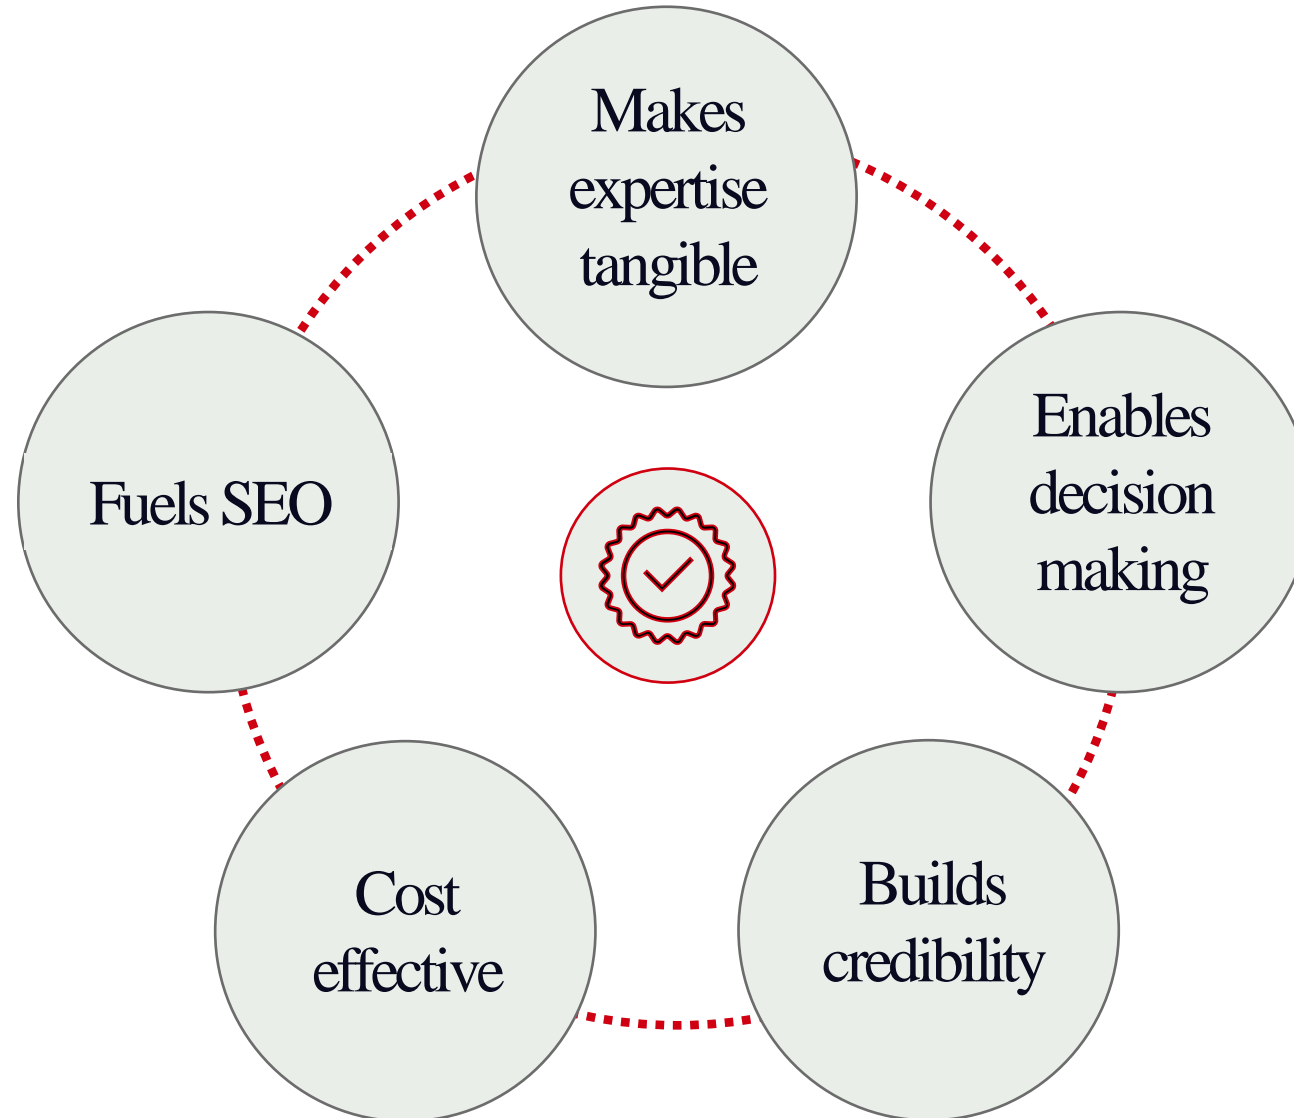 Makes
expertise
tangible
Enables
decision
making
Fuels SEO
Builds
credibility
Cost
effective